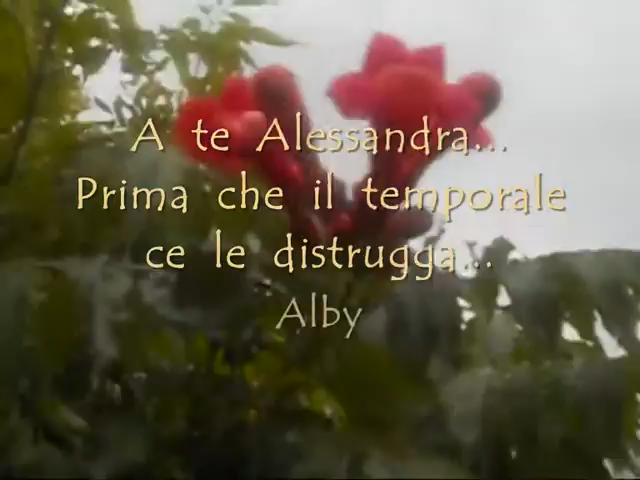 A te Alessandra...
Prima che il temporale
ce le distrugga...
Alby